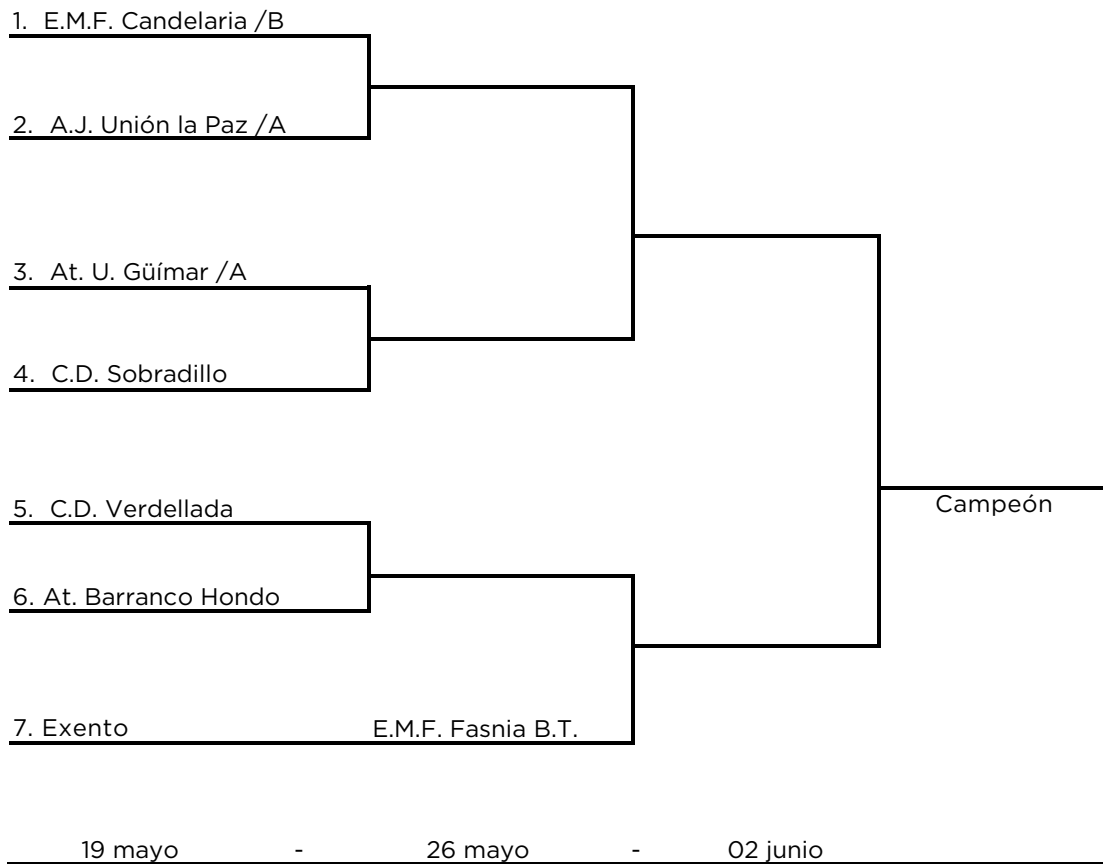 1. E.M.F. Candelaria /B
2. A.J. Unión la Paz /A
3. At. U. Güímar /A
4. C.D. Sobradillo
5. C.D. Verdellada
Campeón
6. At. Barranco Hondo
7. Exento E.M.F. Fasnia B.T.
19 mayo - 26 mayo - 02 junio